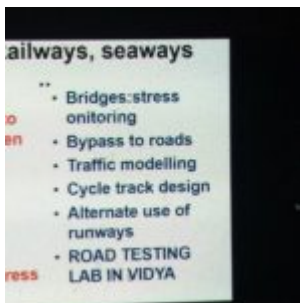 ailways, seaways
..
• Bridges:stress
onitoring
to
en
• Bypass to roads
• Traffic modelling
• Cycle track design
• Alternate use of
runways
• ROAD TESTING
ress LAB IN VIDYA